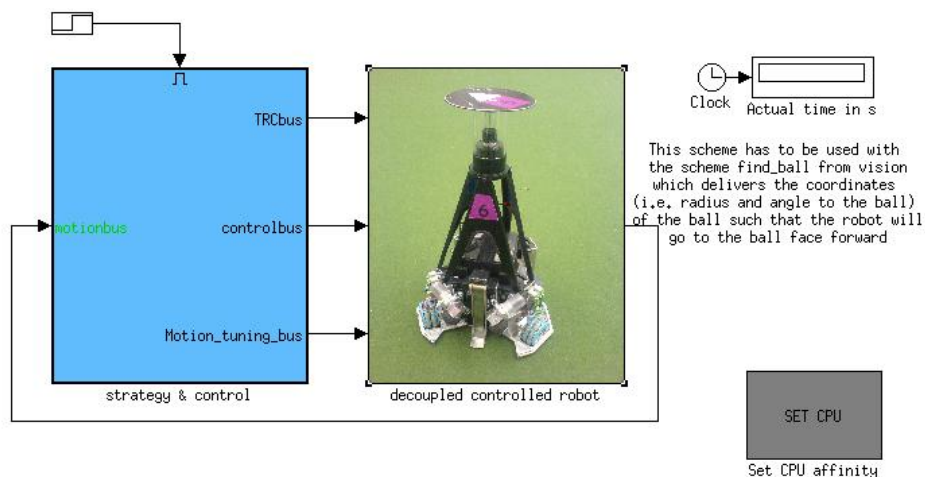 TRCbus
motionbus
controlbus
Motion_tuning_bus
strategy & control
6
decoupled controlled robot
Clock
Actual time in s
This scheme has to be used with
the scheme find_ball from vision
which delivers the coordinates
(i.e. radius and angle to the ball)
of the ball such that the robot will
go to the ball face forward
SET CPU
Set CPU affinity